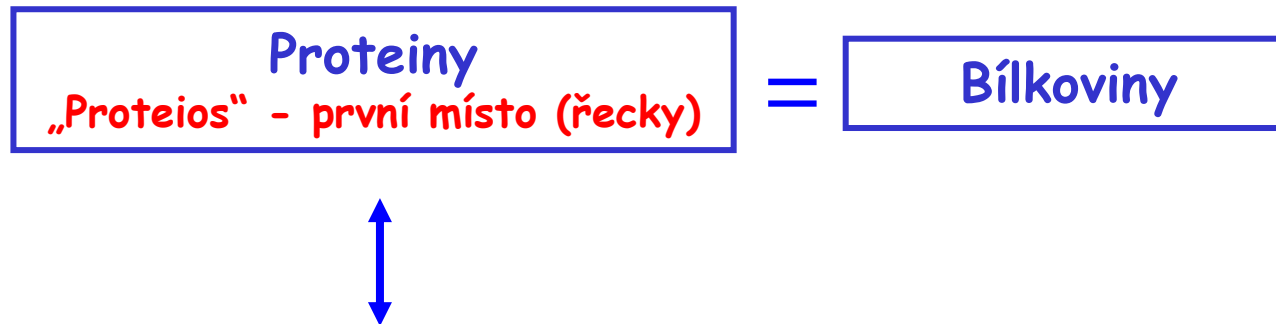 Proteiny
„Proteios“ - první místo (řecky)
=
Bílkoviny